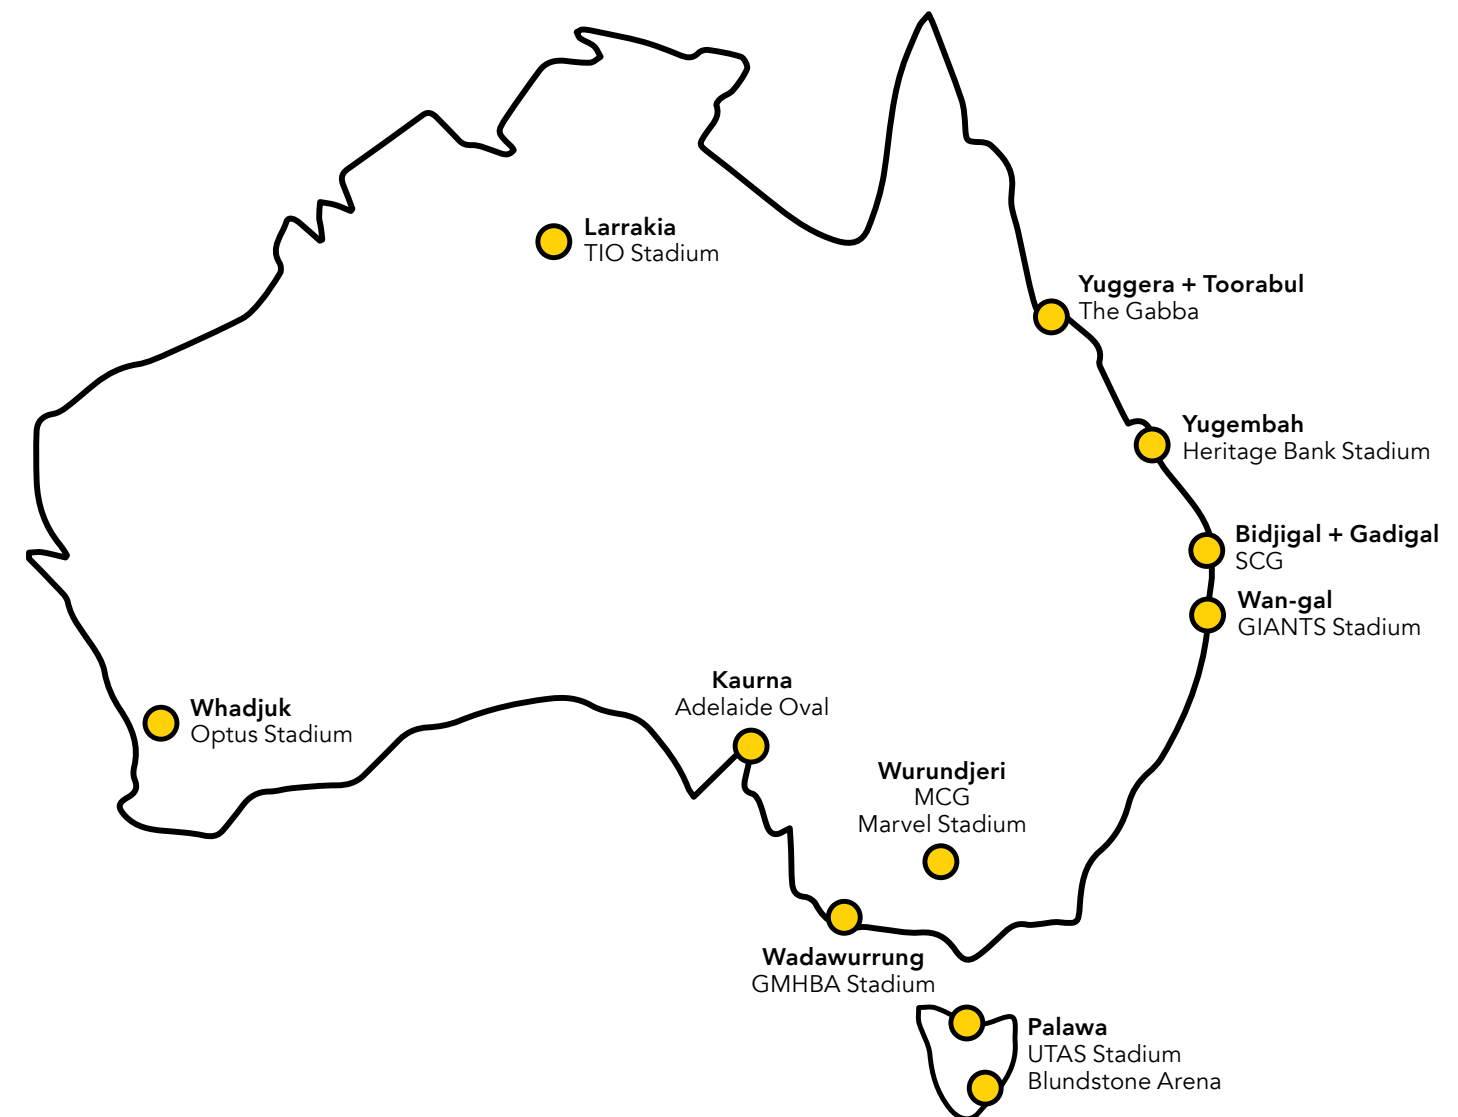 Larrakia
TIO Stadium
Yuggera + Toorabul
The Gabba
Yugembah
Heritage Bank Stadium
Bidjigal + Gadigal
SCG
Wan-gal
GIANTS Stadium
Whadjuk
Optus Stadium
Kaurna
Adelaide Oval
Wurundjeri
MCG
Marvel Stadium
Wadawurrung
GMHBA Stadium
Palawa
UTAS Stadium
Blundstone Arena